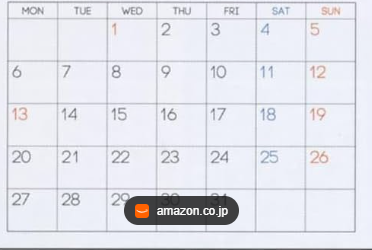 MON TUE WED THU FRI SAT SUN
1 2 3 4 5
6 7 8 9 10 11 12
13 14 15 16 17 18 19
20 21 22 23 24 25 26
27 28 29 30 31
amazon.co.jp